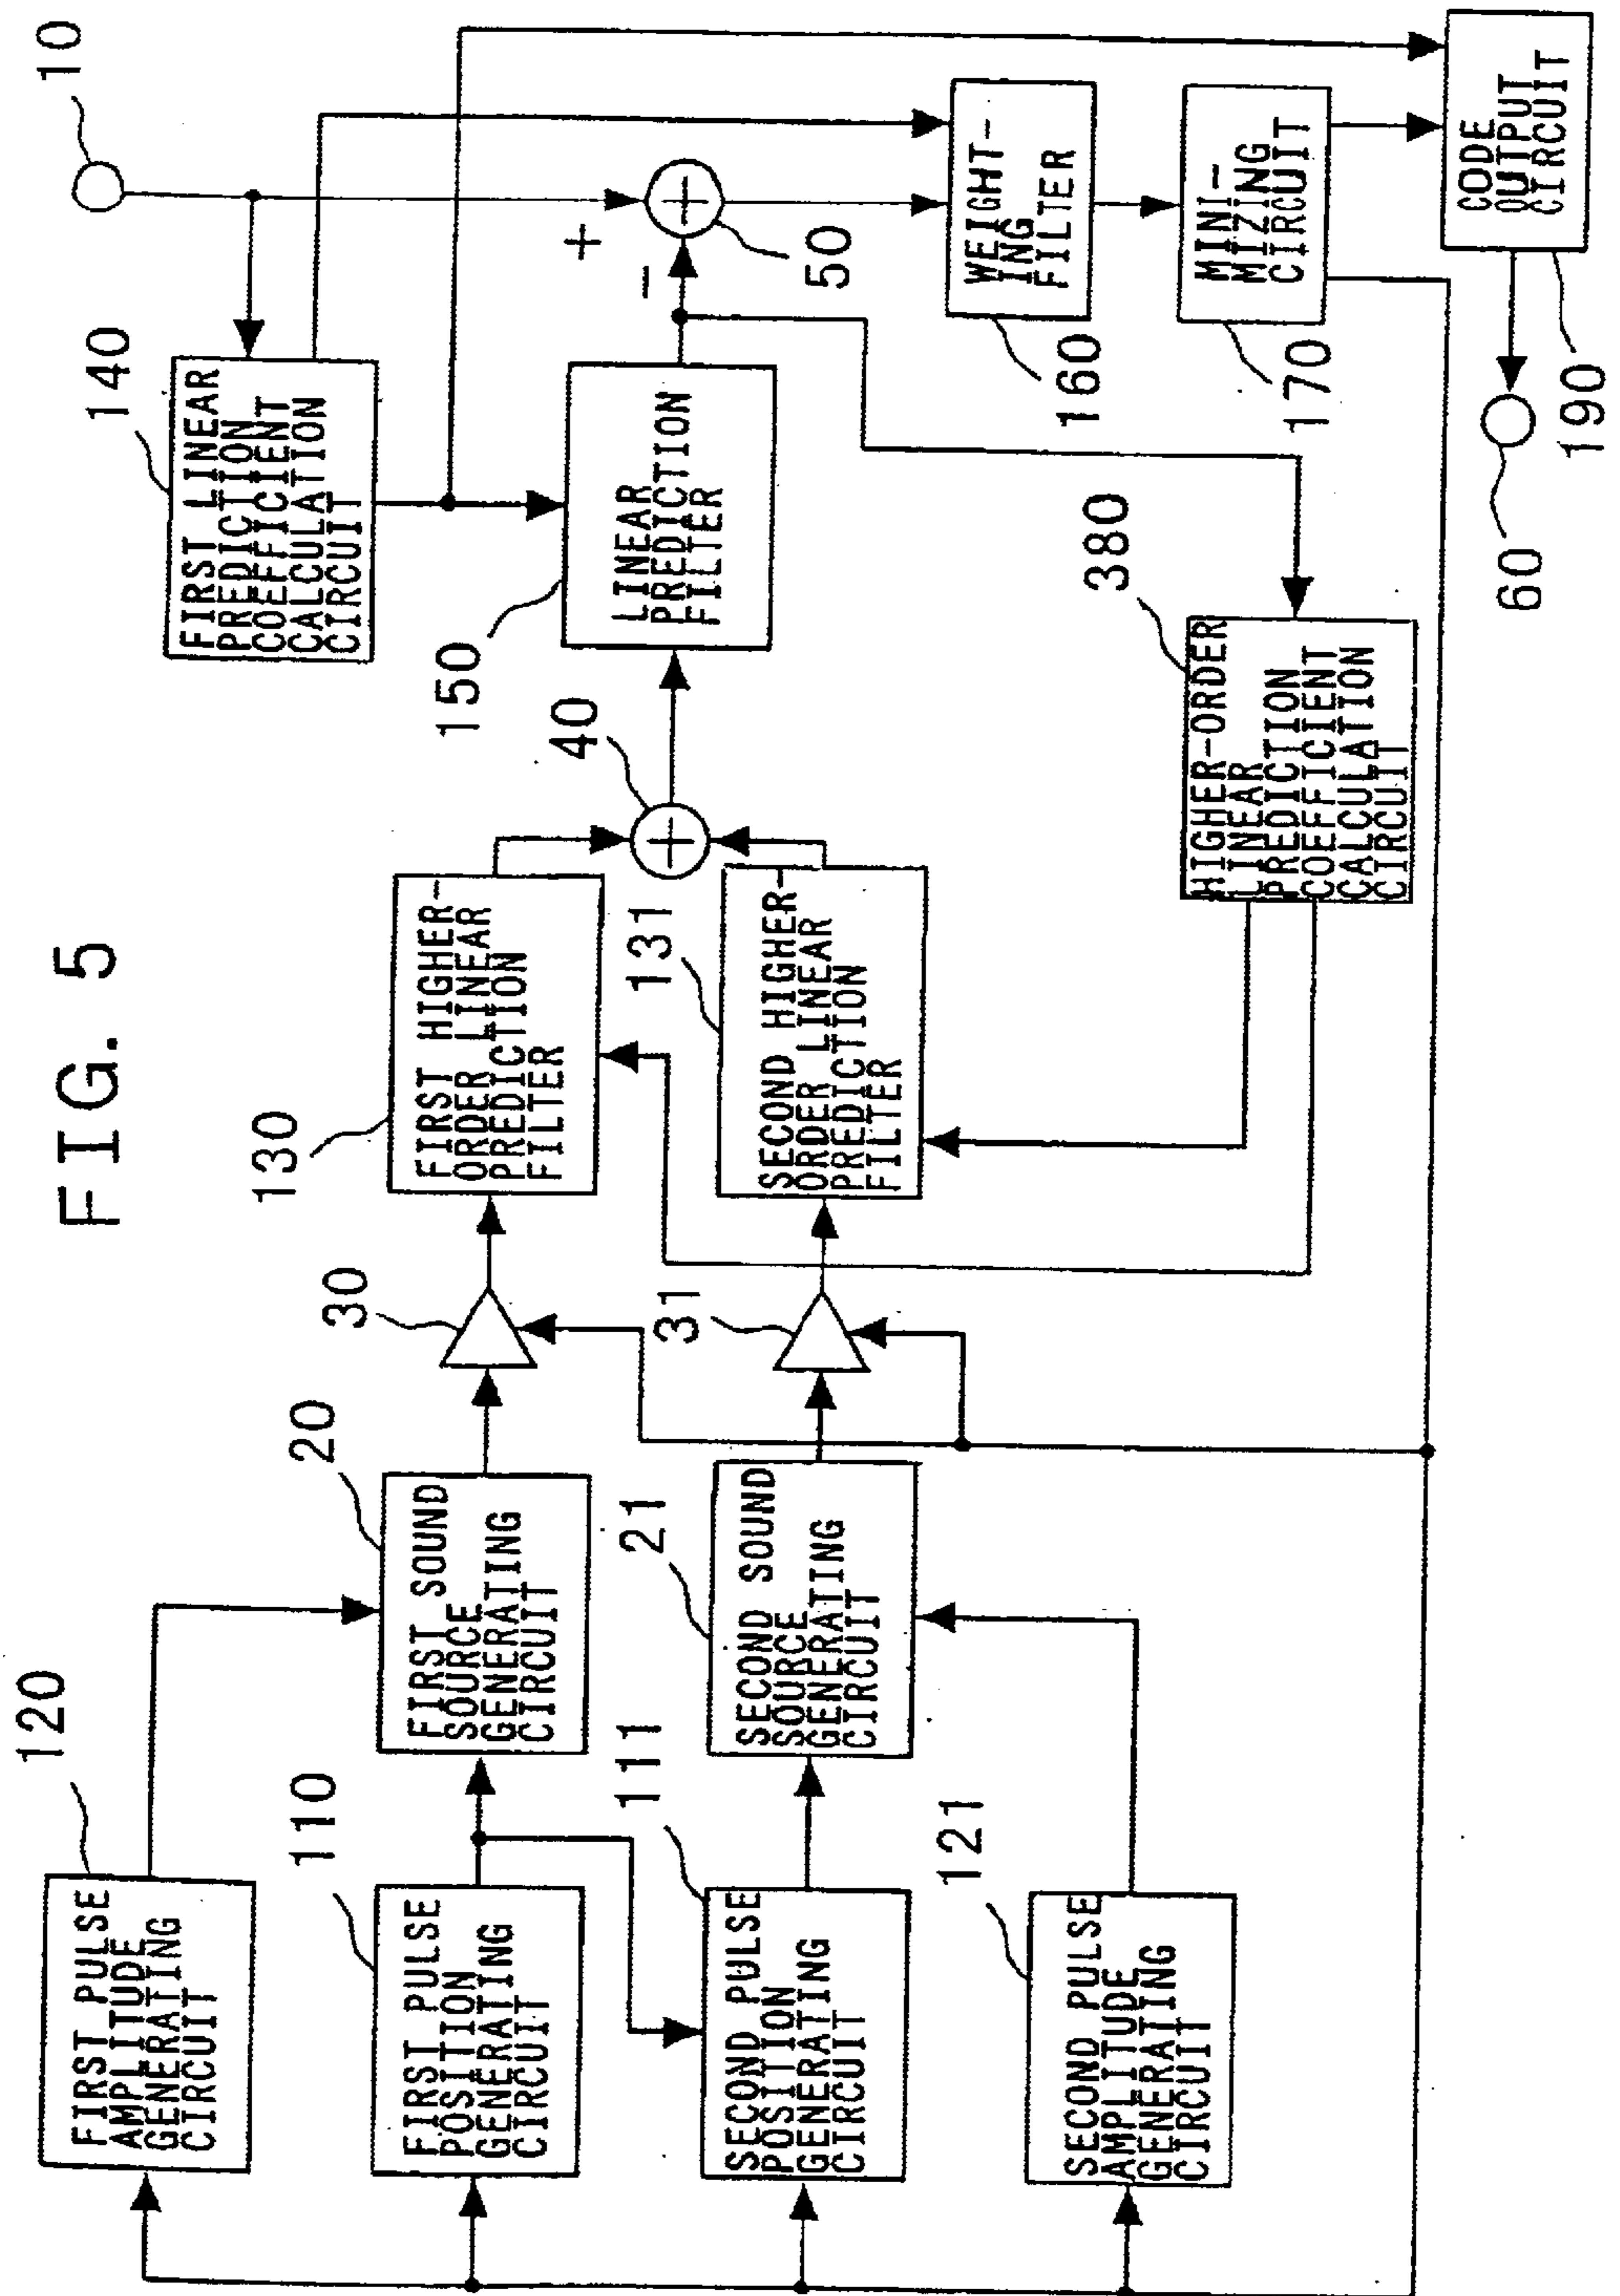 FIG. 5
120
FIRST PULSE
AMPLITUDE
GENERATING
CIRCUIT
110
FIRST PULSE
POSITION
GENERATING
CIRCUIT
111
SECOND PULSE
POSITION
GENERATING
CIRCUIT
121
SECOND PULSE
AMPLITUDE
GENERATING
CIRCUIT
20
FIRST SOUND
SOURCE
GENERATING
CIRCUIT
21
SECOND SOUND
SOURCE
GENERATING
CIRCUIT
30
31
130
FIRST HIGHER-
ORDER LINEAR
PREDICTION
FILTER
131
SECOND HIGHER-
ORDER LINEAR
PREDICTION
FILTER
40
140
FIRST LINEAR
PREDICTION
COEFFICIENT
CALCULATION
CIRCUIT
150
LINEAR
PREDICTION
FILTER
380
HIGHER-ORDER
LINEAR
PREDICTION
COEFFICIENT
CALCULATION
CIRCUIT
10
+
-
+
+
50
WEIGHT-
ING
FILTER
160
MINI-
MIZING
CIRCUIT
170
CODE
OUTPUT
CIRCUIT
190
60